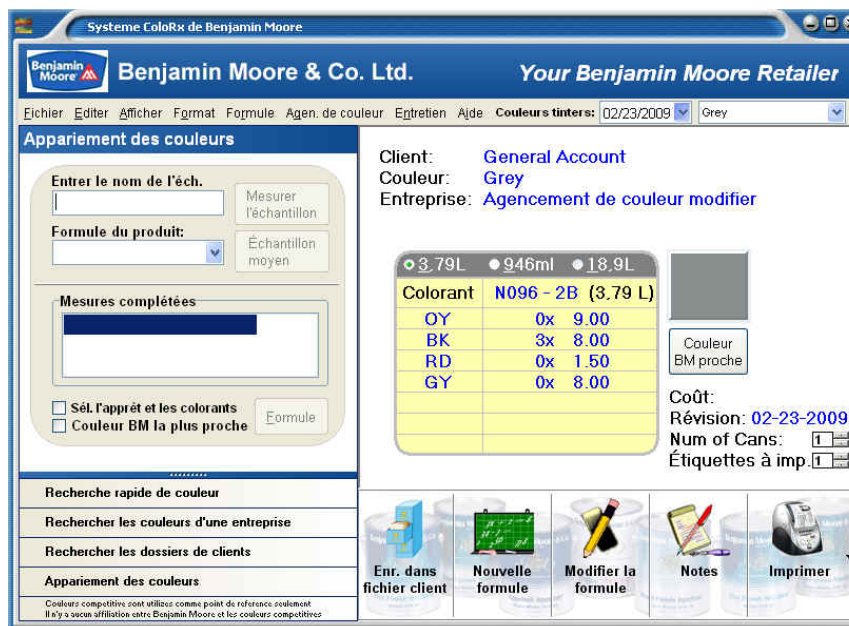 Systeme ColoRx de Benjamin Moore
Benjamin Moore
Benjamin Moore & Co. Ltd.
Your Benjamin Moore Retailer
Fichier Editer Afficher Format Formule Agen. de couleur Entretien Ajde Couleurs tinters: 02/23/2009 Grey
Appariement des couleurs
Entrer le nom de l'éch.
Mesurer l'échantillon
Formule du produit:
Échantillon moyen
Mesures complétées
Sél. l'apprét et les colorants
Couleur BM la plus proche
Formule
Recherche rapide de couleur
Rechercher les couleurs d'une entreprise
Rechercher les dossiers de clients
Appariement des couleurs
Couleurs competitive sont utilizes comme point de reference seulement
Il n'y a aucun affiliation entre Benjamin Moore et les couleurs competitives
Client: General Account
Couleur: Grey
Entreprise: Agencement de couleur modifier
3,79L 946ml 18,9L
Colorant N096 - 2B (3,79 L)
OY 0x 9.00
BK 3x 8.00
RD 0x 1.50
GY 0x 8.00
Couleur BM proche
Coût:
Révision: 02-23-2009
Num of Cans: 1
Étiquettes à imp. 1
Enr. dans fichier client
Nouvelle formule
Modifier la formule
Notes
Imprimer